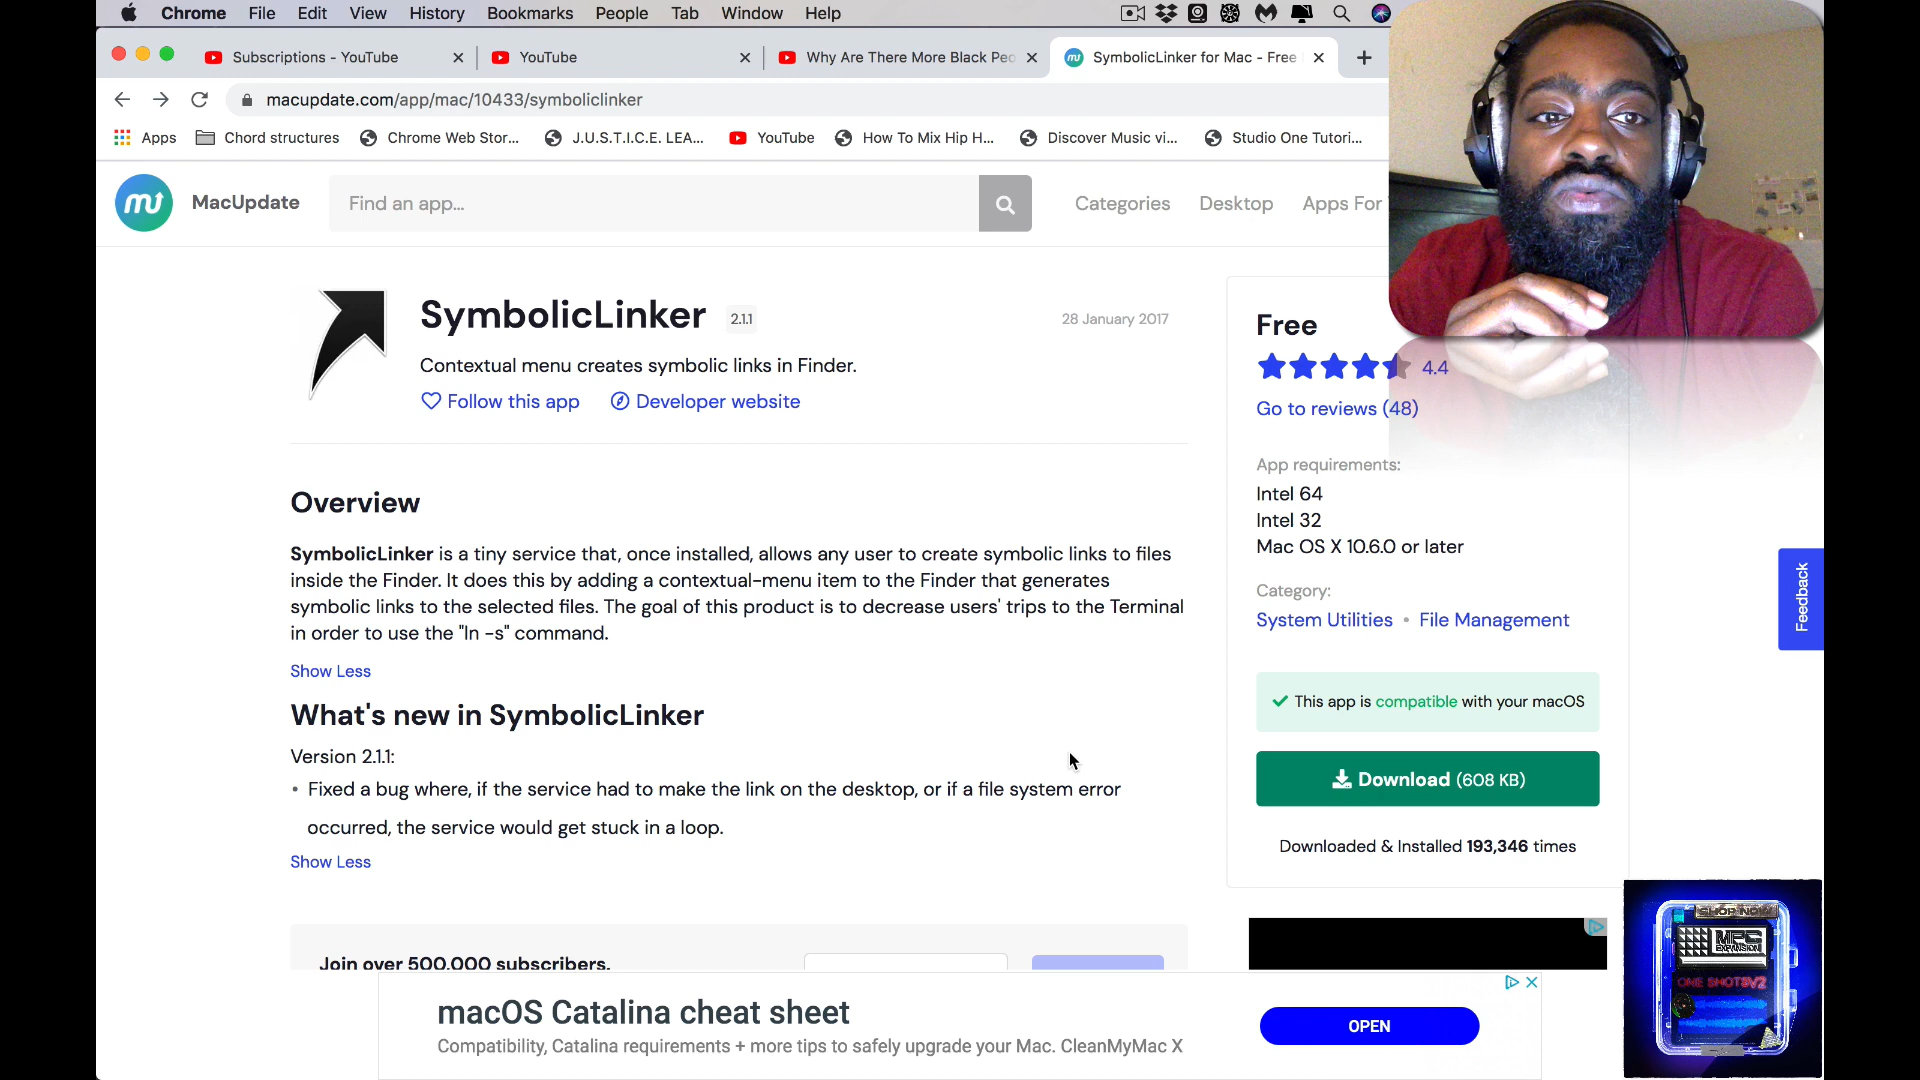 Chrome File Edit View History Bookmarks People Tab Window Help
Subscriptions - YouTube
YouTube
Why Are There More Black Peo
SymbolicLinker for Mac - Free
macupdate.com/app/mac/10433/symboliclinker
Apps
Chord structures
Chrome Web Stor...
J.U.S.T.I.C.E. LEA...
YouTube
How To Mix Hip H...
Discover Music vi...
Studio One Tutori...
MacUpdate
Find an app...
Categories
Desktop
Apps For
SymbolicLinker 2.1.1
28 January 2017
Contextual menu creates symbolic links in Finder.
Follow this app
Developer website
Free
4.4
Go to reviews (48)
App requirements:
Intel 64
Intel 32
Mac OS X 10.6.0 or later
Category:
System Utilities • File Management
This app is compatible with your macOS
Download (608 KB)
Downloaded & Installed 193,346 times
Feedback
Overview
SymbolicLinker is a tiny service that, once installed, allows any user to create symbolic links to files
inside the Finder. It does this by adding a contextual-menu item to the Finder that generates
symbolic links to the selected files. The goal of this product is to decrease users' trips to the Terminal
in order to use the "ln -s" command.
Show Less
What's new in SymbolicLinker
Version 2.1.1:
• Fixed a bug where, if the service had to make the link on the desktop, or if a file system error
occurred, the service would get stuck in a loop.
Show Less
Join over 500,000 subscribers.
macOS Catalina cheat sheet
Compatibility, Catalina requirements + more tips to safely upgrade your Mac. CleanMyMac X
OPEN
SHOP NOW
MPC
EXPANSION
ONE SHOTS V2